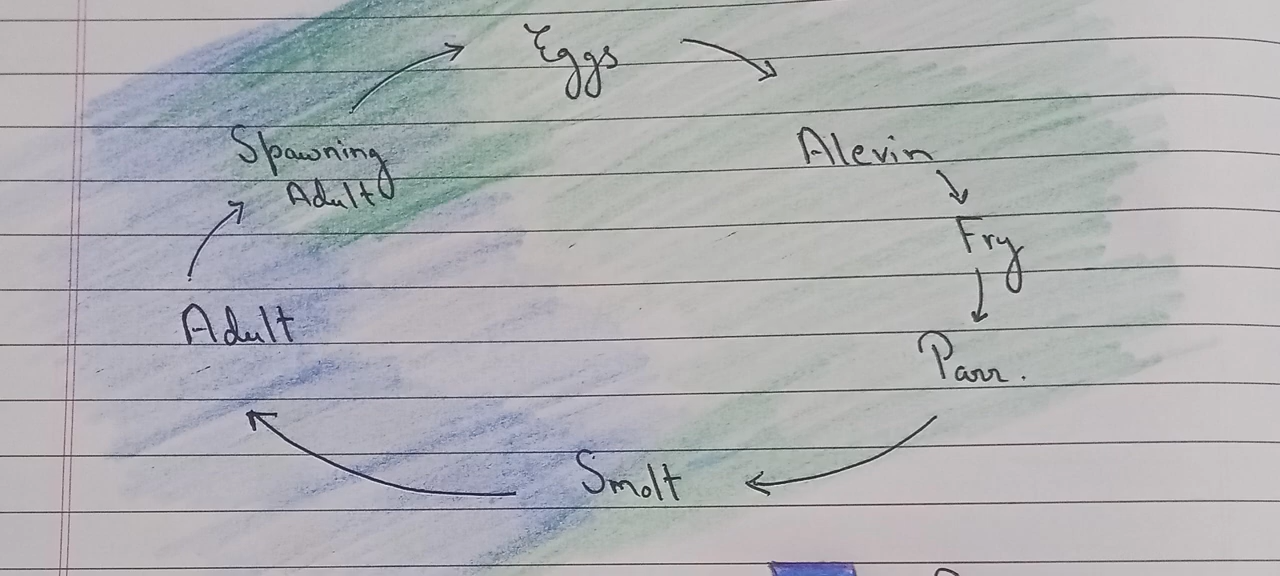 Eggs
Alevin
Fry
Parr.
Smolt
Adult
Spawning
Adult